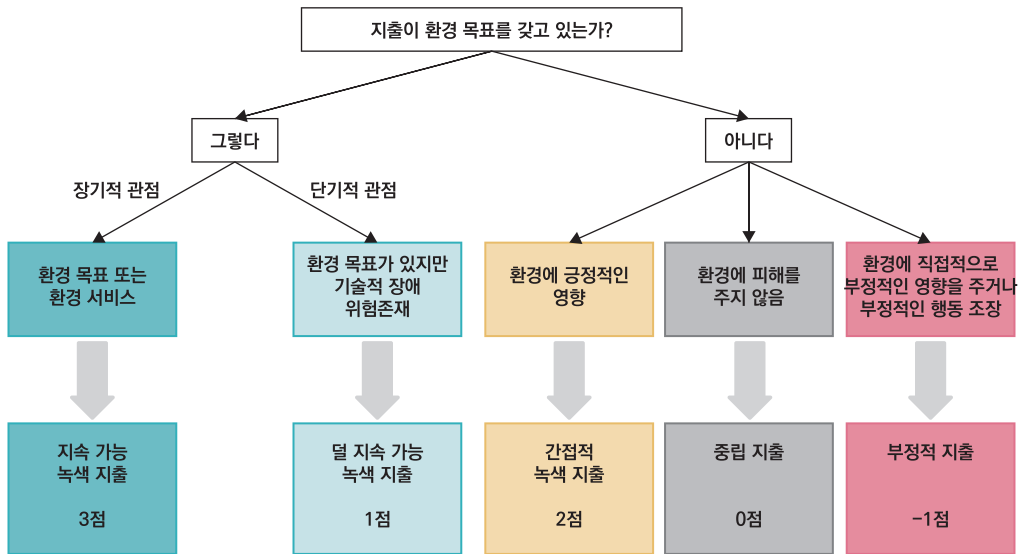 지출이 환경 목표를 갖고 있는가?
그렇다
아니다
장기적 관점
단기적 관점
환경 목표 또는
환경 서비스
환경 목표가 있지만
기술적 장애
위험존재
환경에 긍정적인
영향
환경에 피해를
주지 않음
환경에 직접적으로
부정적인 영향을 주거나
부정적인 행동 조장
지속 가능
녹색 지출
3점
덜 지속 가능
녹색 지출
1점
간접적
녹색 지출
2점
중립 지출
0점
부정적 지출
−1점